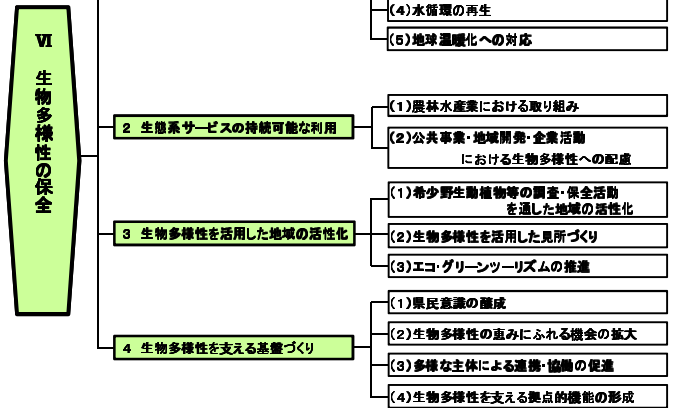 Ⅵ 生物多様性の保全
(4)水循環の再生
(5)地球温暖化への対応
2 生態系サービスの持続可能な利用
(1)農林水産業における取り組み
(2)公共事業・地域開発・企業活動
における生物多様性への配慮
3 生物多様性を活用した地域の活性化
(1)希少野生動植物等の調査・保全活動
を通した地域の活性化
(2)生物多様性を活用した見所づくり
(3)エコ・グリーンツーリズムの推進
4 生物多様性を支える基盤づくり
(1)県民意識の醸成
(2)生物多様性の恵みにふれる機会の拡大
(3)多様な主体による連携・協働の促進
(4)生物多様性を支える拠点的機能の形成